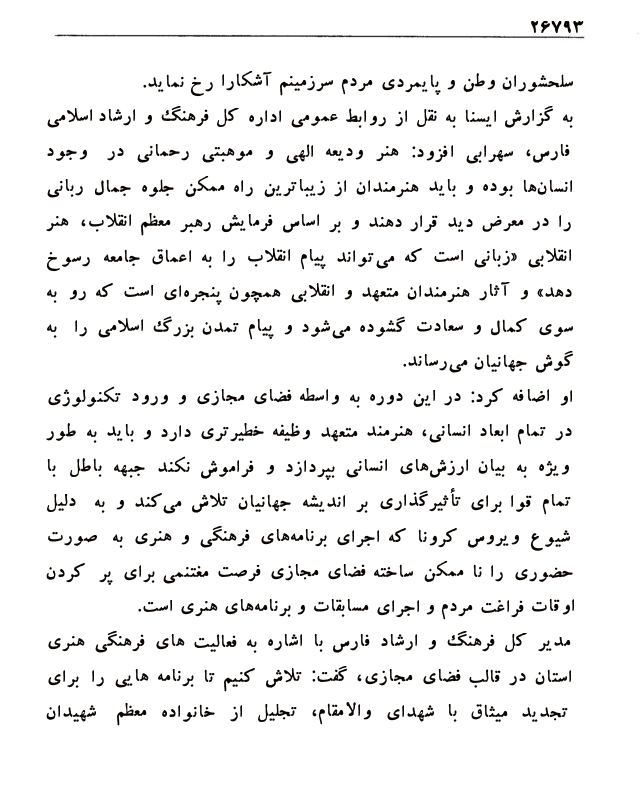 ۲۶۷۹۳
سلحشوران وطن و پایمردی مردم سرزمینم آشکارا رخ نماید.
به گزارش ایسنا به نقل از روابط عمومی اداره کل فرهنگ و ارشاد اسلامی
فارس، سهرابی افزود: هنر ودیعه الهی و موهبتی رحمانی در وجود
انسان‌ها بوده و باید هنرمندان از زیباترین راه ممکن جلوه جمال ربانی
را در معرض دید قرار دهند و بر اساس فرمایش رهبر معظم انقلاب، هنر
انقلابی «زبانی است که می‌تواند پیام انقلاب را به اعماق جامعه رسوخ
دهد» و آثار هنرمندان متعهد و انقلابی همچون پنجره‌ای است که رو به
سوی کمال و سعادت گشوده می‌شود و پیام تمدن بزرگ اسلامی را به
گوش جهانیان می‌رساند.
او اضافه کرد: در این دوره به واسطه فضای مجازی و ورود تکنولوژی
در تمام ابعاد انسانی، هنرمند متعهد وظیفه خطیرتری دارد و باید به طور
ویژه به بیان ارزش‌های انسانی بپردازد و فراموش نکند جبهه باطل با
تمام قوا برای تأثیرگذاری بر اندیشه جهانیان تلاش می‌کند و به دلیل
شیوع ویروس کرونا که اجرای برنامه‌های فرهنگی و هنری به صورت
حضوری را نا ممکن ساخته فضای مجازی فرصت مغتنمی برای پر کردن
اوقات فراغت مردم و اجرای مسابقات و برنامه‌های هنری است.
مدیر کل فرهنگ و ارشاد فارس با اشاره به فعالیت های فرهنگی هنری
استان در قالب فضای مجازی، گفت: تلاش کنیم تا برنامه هایی را برای
تجدید میثاق با شهدای والامقام، تجلیل از خانواده معظم شهیدان